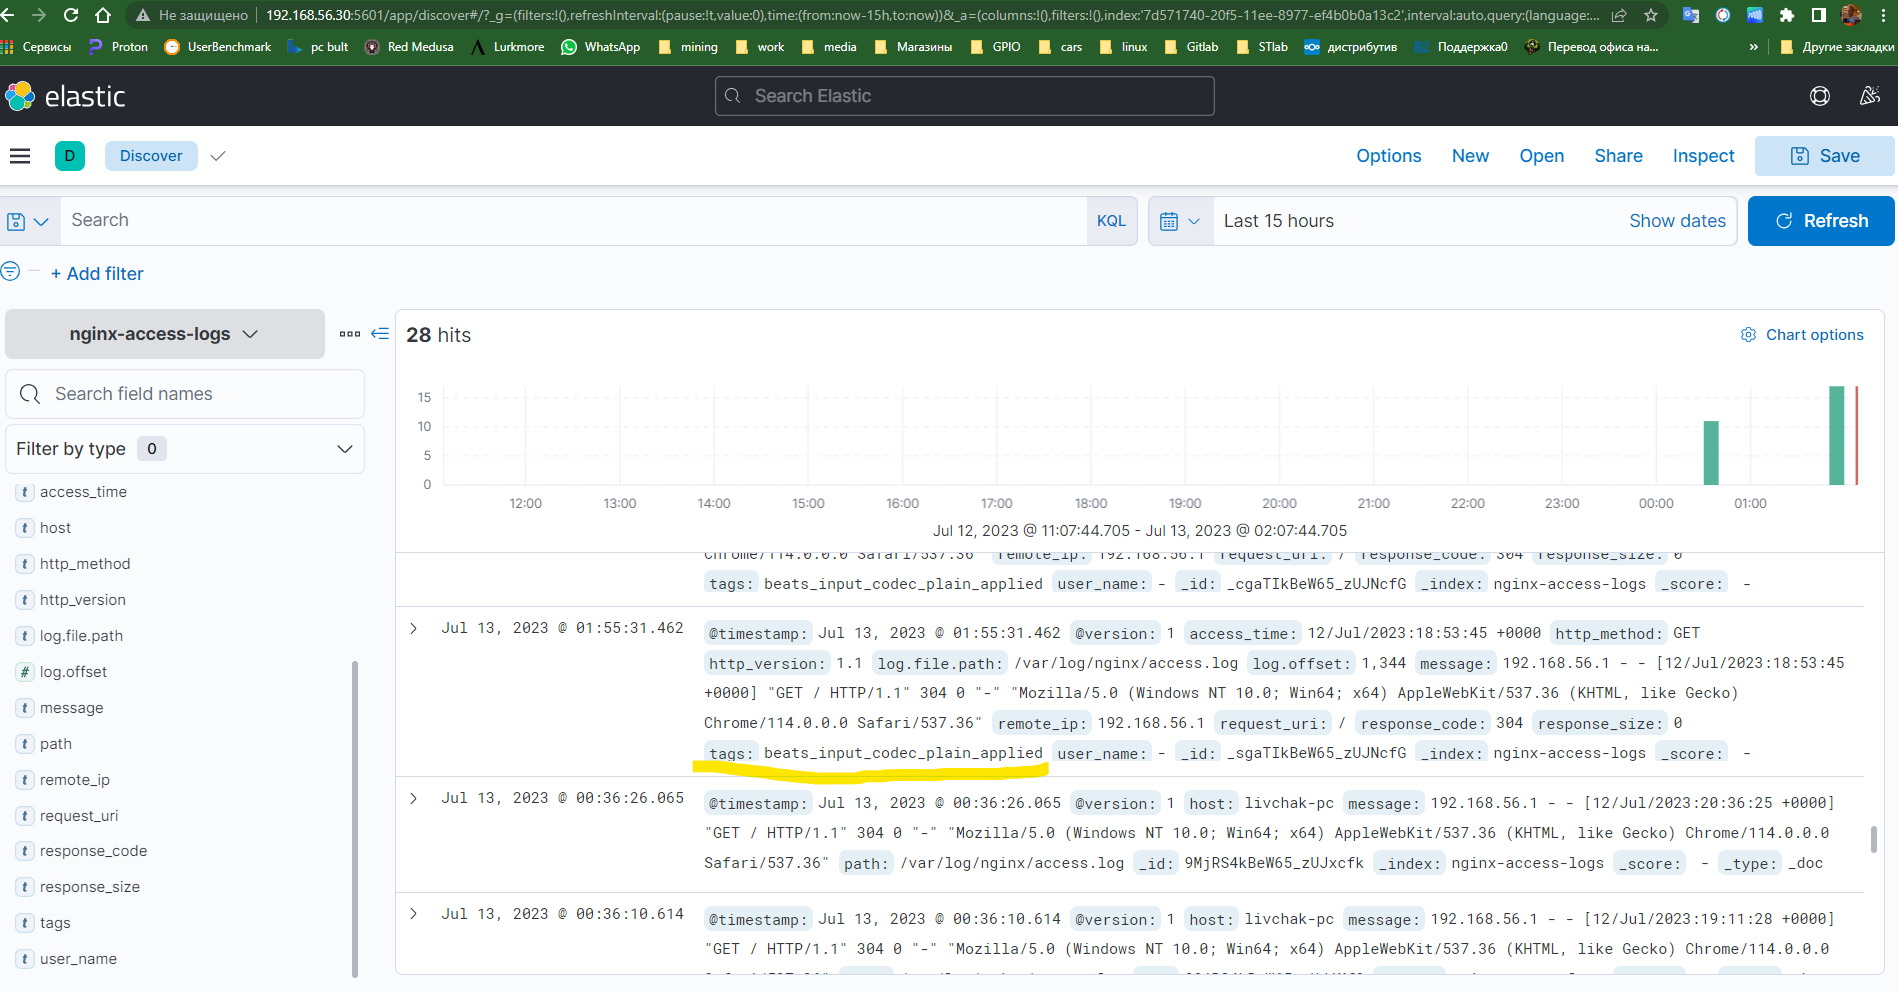 Не защищено | 192.168.56.30:5601/app/discover#/?_g=(filters:!(),refreshInterval:(pause:!t,value:0),time:(from:now-15h,to:now))&_a=(columns:!(),filters:!(),index:'7d571740-20f5-11ee-8977-ef4b0b0a13c2',interval:auto,query:(language:...
Сервисы Proton UserBenchmark pc bult Red Medusa Lurkmore WhatsApp mining work media Магазины GPIO cars linux Gitlab STlab дистрибутив Поддержка0 Перевод офиса на... » Другие закладки
elastic Search Elastic
D Discover Options New Open Share Inspect Save
Search KQL Last 15 hours Show dates Refresh
+ Add filter
nginx-access-logs
Search field names
Filter by type 0
access_time
host
http_method
http_version
log.file.path
# log.offset
message
path
remote_ip
request_uri
response_code
response_size
tags
user_name
28 hits Chart options
15
10
5
0
12:00 13:00 14:00 15:00 16:00 17:00 18:00 19:00 20:00 21:00 22:00 23:00 00:00 01:00
Jul 12, 2023 @ 11:07:44.705 - Jul 13, 2023 @ 02:07:44.705
Chrome/114.0.0.0 Safari/537.36" remote_ip: 192.168.56.1 request_uri: / response_code: 304 response_size: 0
tags: beats_input_codec_plain_applied user_name: - _id: _cgaTIkBeW65_zUJNcfG _index: nginx-access-logs _score: -
Jul 13, 2023 @ 01:55:31.462 @timestamp: Jul 13, 2023 @ 01:55:31.462 @version: 1 access_time: 12/Jul/2023:18:53:45 +0000 http_method: GET
http_version: 1.1 log.file.path: /var/log/nginx/access.log log.offset: 1,344 message: 192.168.56.1 - - [12/Jul/2023:18:53:45
+0000] "GET / HTTP/1.1" 304 0 "-" "Mozilla/5.0 (Windows NT 10.0; Win64; x64) AppleWebKit/537.36 (KHTML, like Gecko)
Chrome/114.0.0.0 Safari/537.36" remote_ip: 192.168.56.1 request_uri: / response_code: 304 response_size: 0
tags: beats_input_codec_plain_applied user_name: - _id: _sgaTIkBeW65_zUJNcfG _index: nginx-access-logs _score: -
Jul 13, 2023 @ 00:36:26.065 @timestamp: Jul 13, 2023 @ 00:36:26.065 @version: 1 host: livchak-pc message: 192.168.56.1 - - [12/Jul/2023:20:36:25 +0000]
"GET / HTTP/1.1" 304 0 "-" "Mozilla/5.0 (Windows NT 10.0; Win64; x64) AppleWebKit/537.36 (KHTML, like Gecko) Chrome/114.0.0.0
Safari/537.36" path: /var/log/nginx/access.log _id: 9MjRS4kBeW65_zUJxcfk _index: nginx-access-logs _score: - _type: _doc
Jul 13, 2023 @ 00:36:10.614 @timestamp: Jul 13, 2023 @ 00:36:10.614 @version: 1 host: livchak-pc message: 192.168.56.1 - - [12/Jul/2023:19:11:28 +0000]
"GET / HTTP/1.1" 304 0 "-" "Mozilla/5.0 (Windows NT 10.0; Win64; x64) AppleWebKit/537.36 (KHTML, like Gecko) Chrome/114.0.0.0